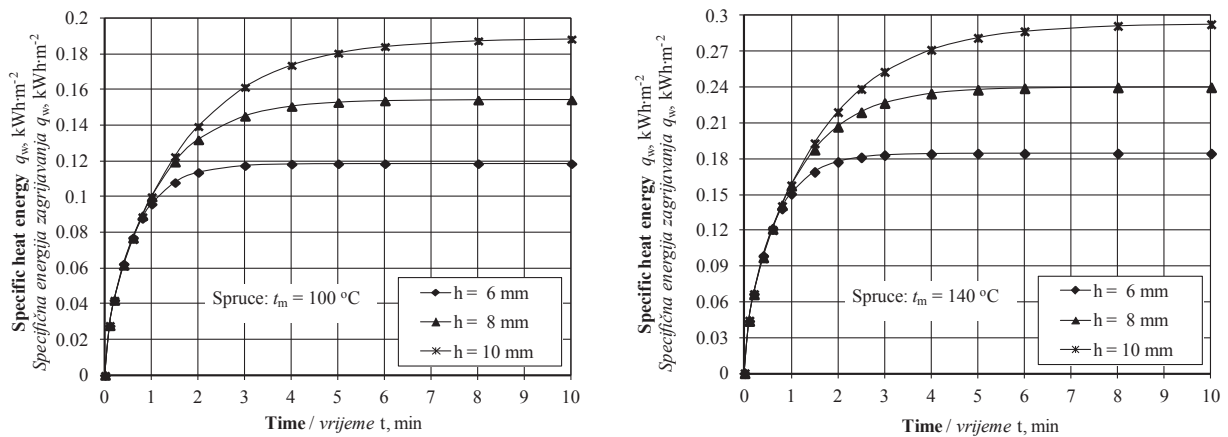 Specific heat energy q_w, kWh·m⁻²
Specifična energija zagrijavanja q_w, kWh·m⁻²
0.2
0.18
0.16
0.14
0.12
0.1
0.08
0.06
0.04
0.02
0
Spruce: t_m = 100 °C
h = 6 mm
h = 8 mm
h = 10 mm
0 1 2 3 4 5 6 7 8 9 10
Time / vrijeme t, min
Specific heat energy q_w, kWh·m⁻²
Specifična energija zagrijavanja q_w, kWh·m⁻²
0.3
0.27
0.24
0.21
0.18
0.15
0.12
0.09
0.06
0.03
0
Spruce: t_m = 140 °C
h = 6 mm
h = 8 mm
h = 10 mm
0 1 2 3 4 5 6 7 8 9 10
Time / vrijeme t, min